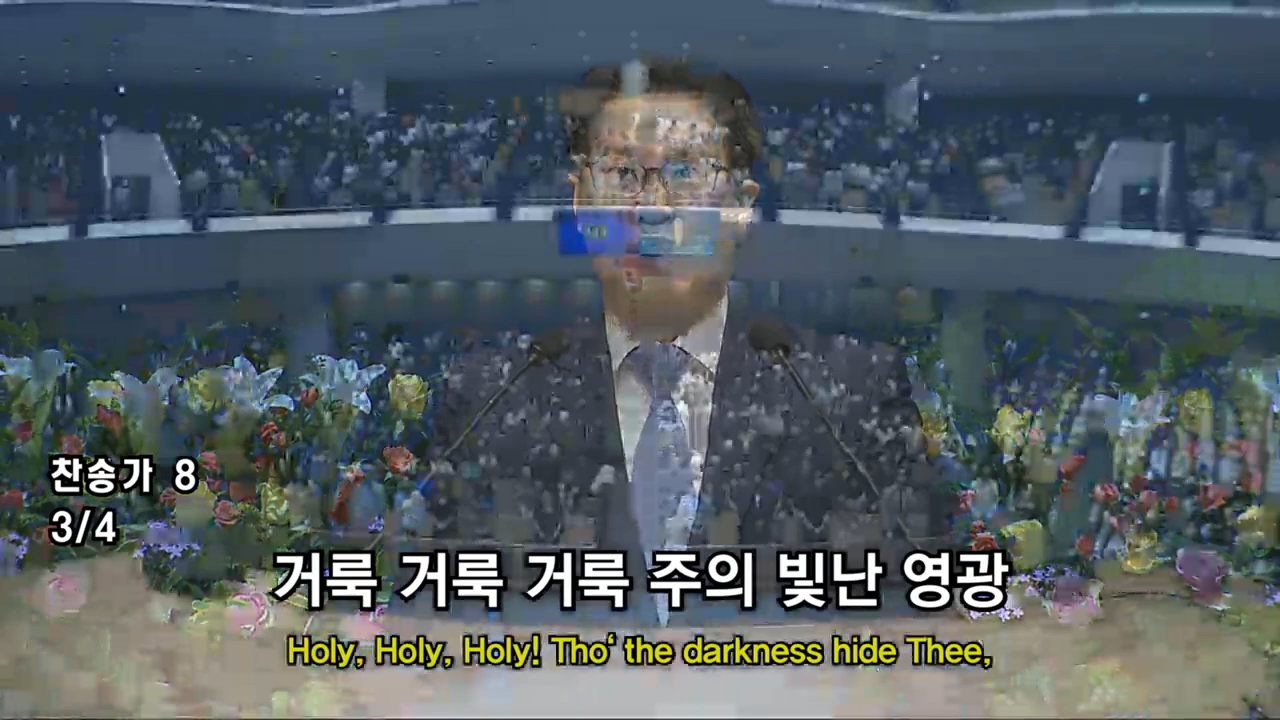 찬송가 8
3/4
거룩 거룩 거룩 주의 빛난 영광
Holy, Holy, Holy! Tho‘ the darkness hide Thee,